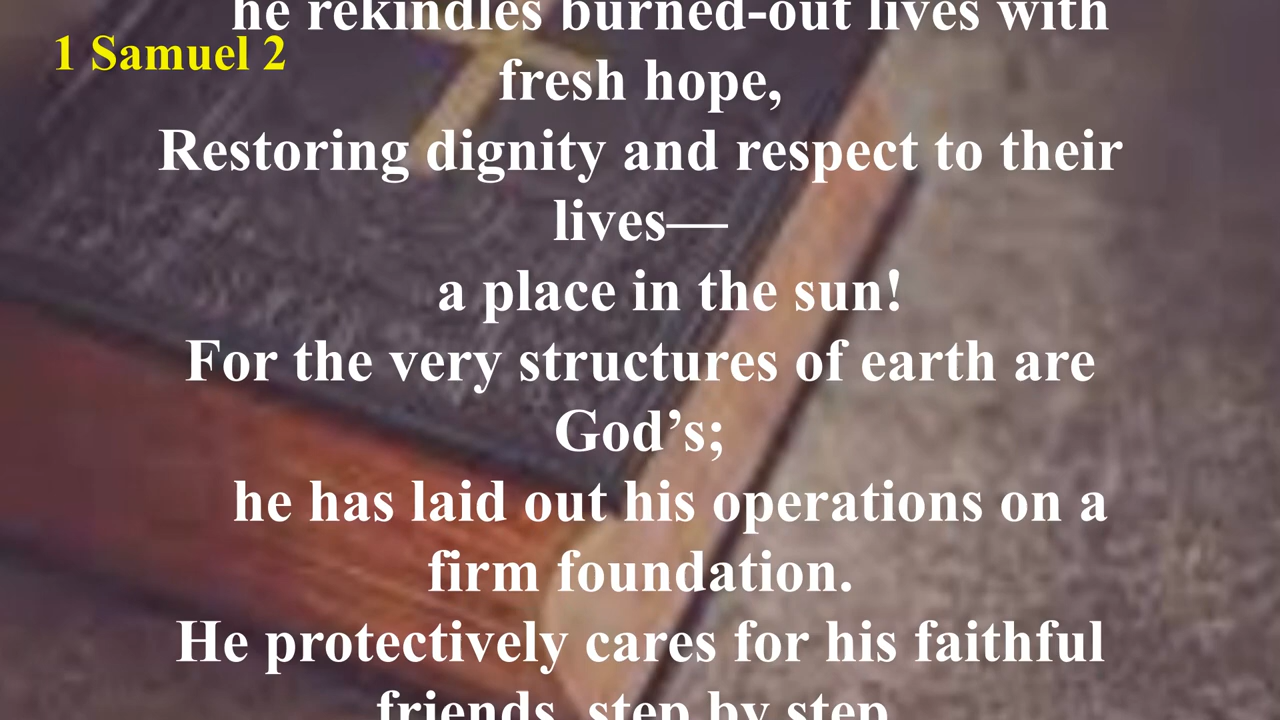 he rekindles burned-out lives with
1 Samuel 2
fresh hope,
Restoring dignity and respect to their
lives—
a place in the sun!
For the very structures of earth are
God’s;
he has laid out his operations on a
firm foundation.
He protectively cares for his faithful
friends, step by step